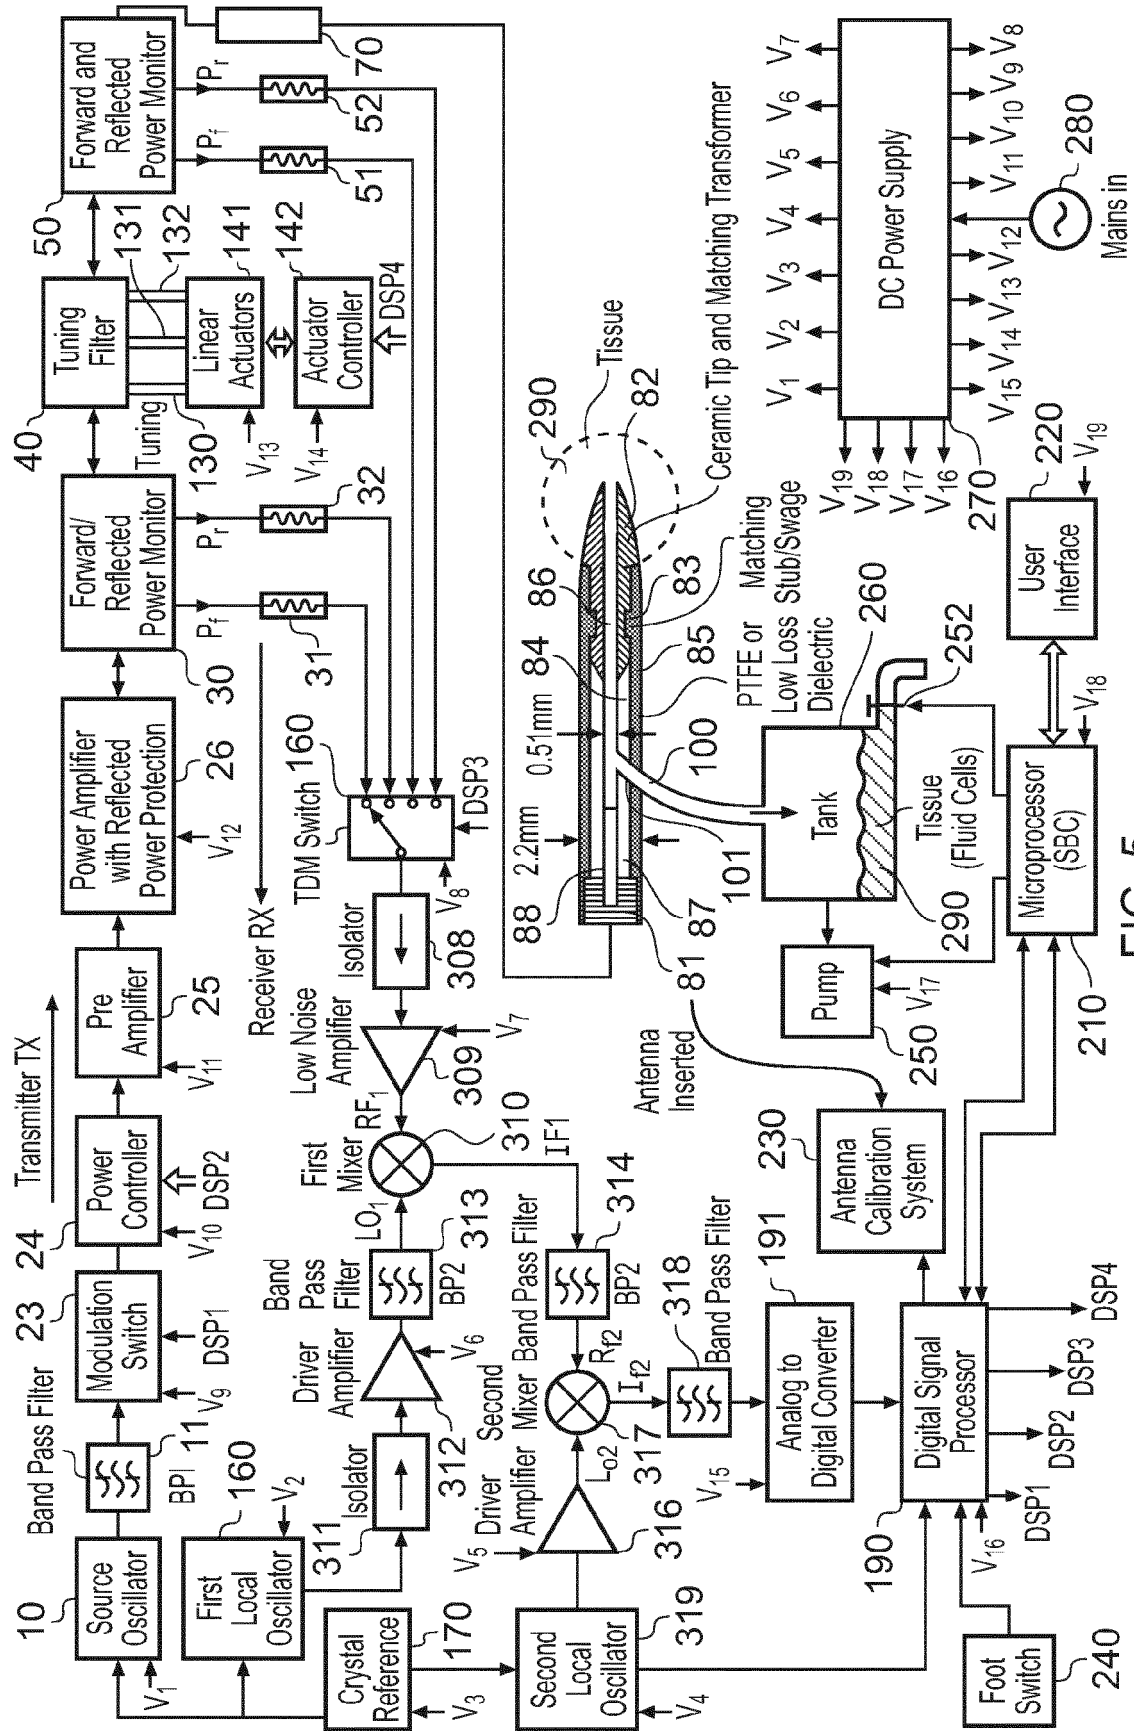 Transmitter TX
10
Source
Oscillator
V1
Band Pass Filter
BPI
11
23
Modulation
Switch
V9
DSP1
24
Power
Controller
V10
DSP2
Pre
Amplifier
25
V11
Power Amplifier
with Reflected
Power Protection
26
V12
Forward/
Reflected
Power Monitor
30
Pf
Pr
31
32
40
Tuning
Filter
Tuning
130
131
132
Linear
Actuators
141
V13
Actuator
Controller
142
V14
DSP4
50
Forward and
Reflected
Power Monitor
Pf
Pr
51
52
70
Receiver RX
First
Local
Oscillator
160
V2
311
Isolator
Driver
Amplifier
312
V6
Band
Pass
Filter
BP2
313
LO1
First
Mixer
310
RF1
IF1
Low Noise
Amplifier
309
V7
Isolator
308
TDM Switch
160
V8
DSP3
Crystal
Reference
170
V3
Second
Local
Oscillator
319
V4
V5
Driver
Amplifier
316
Lo2
Second
Mixer
317
Rf2
Band Pass Filter
BP2
314
If2
318
Band Pass Filter
Analog to
Digital Converter
191
V15
190
Digital Signal
Processor
V16
DSP1
DSP2
DSP3
DSP4
Foot
Switch
240
230
Antenna
Calibration
System
Antenna
Inserted
81
88
87
101
2.2mm
0.51mm
84
86
100
85
83
82
290
Tissue
PTFE or
Low Loss
Dielectric
Matching
Stub/Swage
Ceramic Tip and Matching Transformer
Pump
250
V17
Tank
260
252
290
Tissue
(Fluid Cells)
Microprocessor
(SBC)
210
V18
User
Interface
220
V19
DC Power Supply
270
V1
V2
V3
V4
V5
V6
V7
V19
V18
V17
V16
V15
V14
V13
V12
V11
V10
V9
V8
280
Mains in